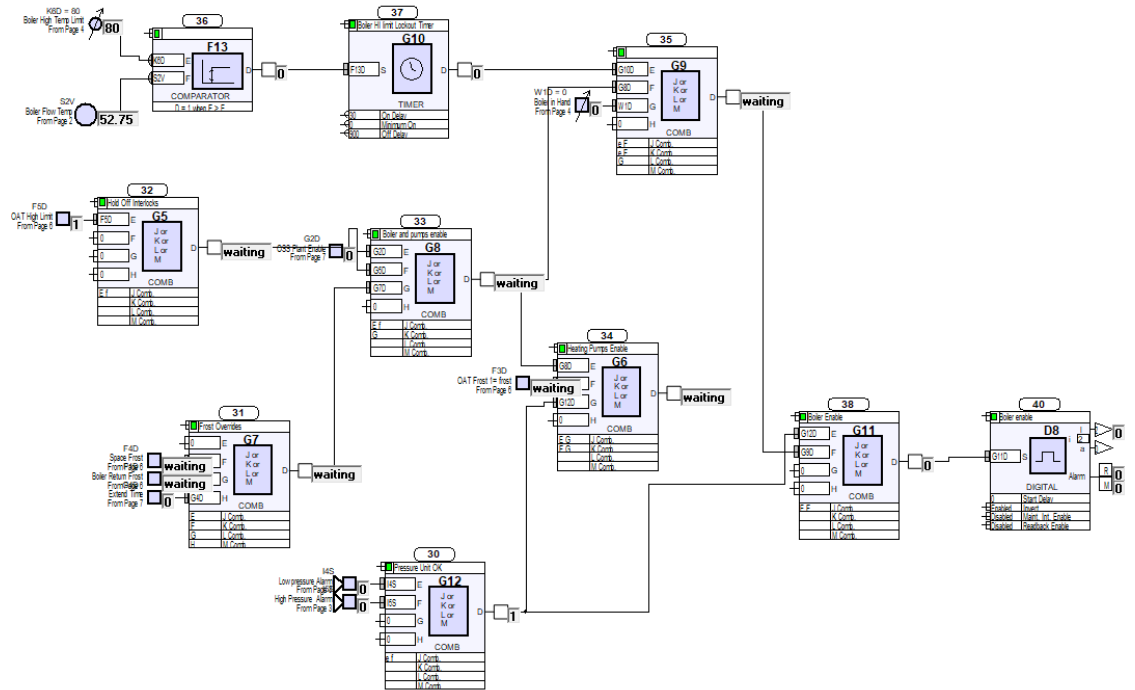 K6D = 80
Boiler High Temp Limit
From Page 4
80
S2V
Boiler Flow Temp
From Page 2
52.75
36
F13
K6D E
S2V F
D
COMPARATOR
D = 1 when E > F
0
37
Boiler HI limit Lockout Timer
G10
F13D S
D
TIMER
30 On Delay
0 Minimum On
900 Off Delay
0
35
G9
G10D E
G8D F
W1D G
0 H
J or
K or
L or
M
D
COMB
e F J Comb.
e F K Comb.
G L Comb.
M Comb.
waiting
W1D = 0
Boiler in Hand
From Page 4
0
32
Hold Off Interlocks
G5
F5D E
0 F
0 G
0 H
J or
K or
L or
M
D
COMB
E f J Comb.
K Comb.
L Comb.
M Comb.
F5D
OAT High Limit
From Page 6
1
waiting
G2D
OSS Plant Enable
From Page 7
0
33
Boiler and pumps enable
G8
G2D E
G5D F
G7D G
0 H
J or
K or
L or
M
D
COMB
E f J Comb.
G K Comb.
L Comb.
M Comb.
waiting
34
Heating Pumps Enable
G6
G8D E
F
G12D G
0 H
J or
K or
L or
M
D
COMB
E G J Comb.
F G K Comb.
L Comb.
M Comb.
F3D
OAT Frost 1= frost
From Page 6
waiting
waiting
31
Frost Overrides
G7
0 E
F
G
G4D H
J or
K or
L or
M
D
COMB
E J Comb.
F K Comb.
G L Comb.
H M Comb.
F4D
Space Frost
From Page 6
waiting
Boiler Return Frost
From Page 6
waiting
Extend Time
From Page 7
0
waiting
30
Pressure Unit OK
G12
I4S E
I5S F
0 G
0 H
J or
K or
L or
M
D
COMB
e f J Comb.
K Comb.
L Comb.
M Comb.
I4S
Low pressure Alarm
0
High Pressure Alarm
From Page 3
0
1
38
Boiler Enable
G11
G12D E
G9D F
0 G
0 H
J or
K or
L or
M
D
COMB
E F J Comb.
K Comb.
L Comb.
M Comb.
0
40
Boiler enable
D8
G11D S
i
2
a
Alarm
DIGITAL
0 Start Delay
Enabled Invert
Disabled Maint. Int. Enable
Disabled Readback Enable
0
R 0
M 0